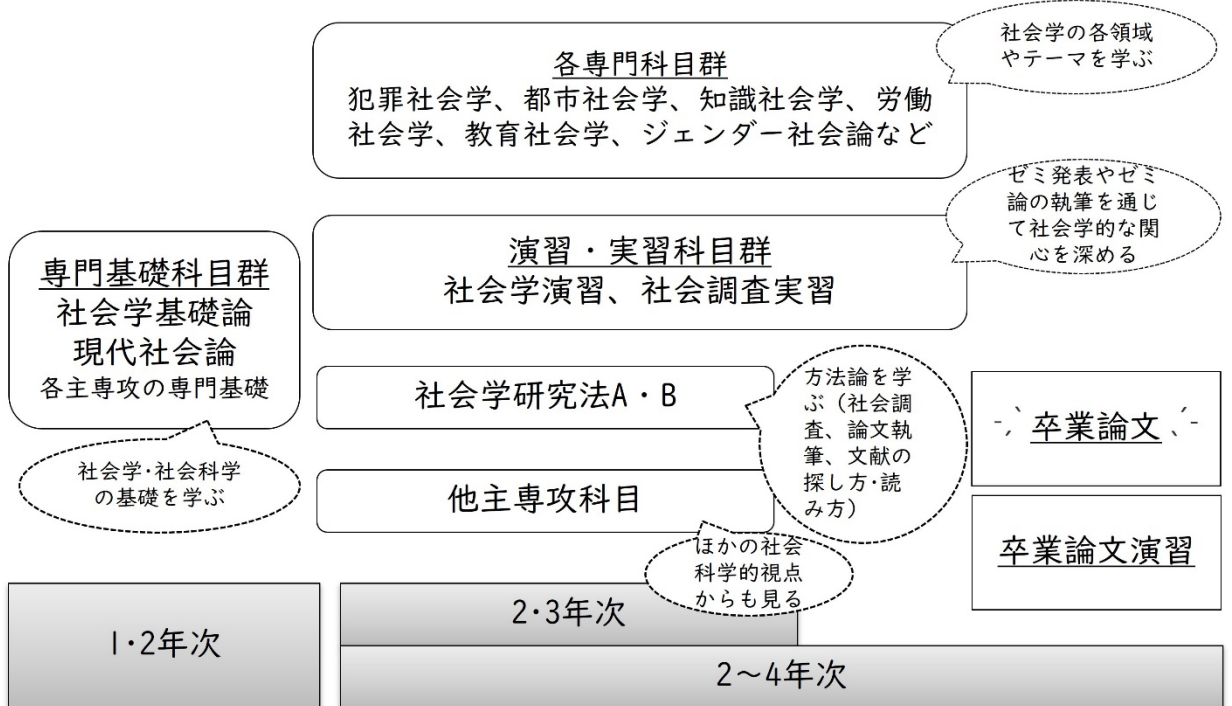 各専門科目群
犯罪社会学、都市社会学、知識社会学、労働
社会学、教育社会学、ジェンダー社会論など
社会学の各領域
やテーマを学ぶ
演習・実習科目群
社会学演習、社会調査実習
ゼミ発表やゼミ
論の執筆を通じ
て社会学的な関
心を深める
専門基礎科目群
社会学基礎論
現代社会論
各主専攻の専門基礎
社会学・社会科学
の基礎を学ぶ
社会学研究法A・B
方法論を学
ぶ（社会調
査、論文執
筆、文献の
探し方・読
み方）
他主専攻科目
ほかの社会
科学的視点
からも見る
卒業論文
卒業論文演習
1・2年次
2・3年次
2～4年次